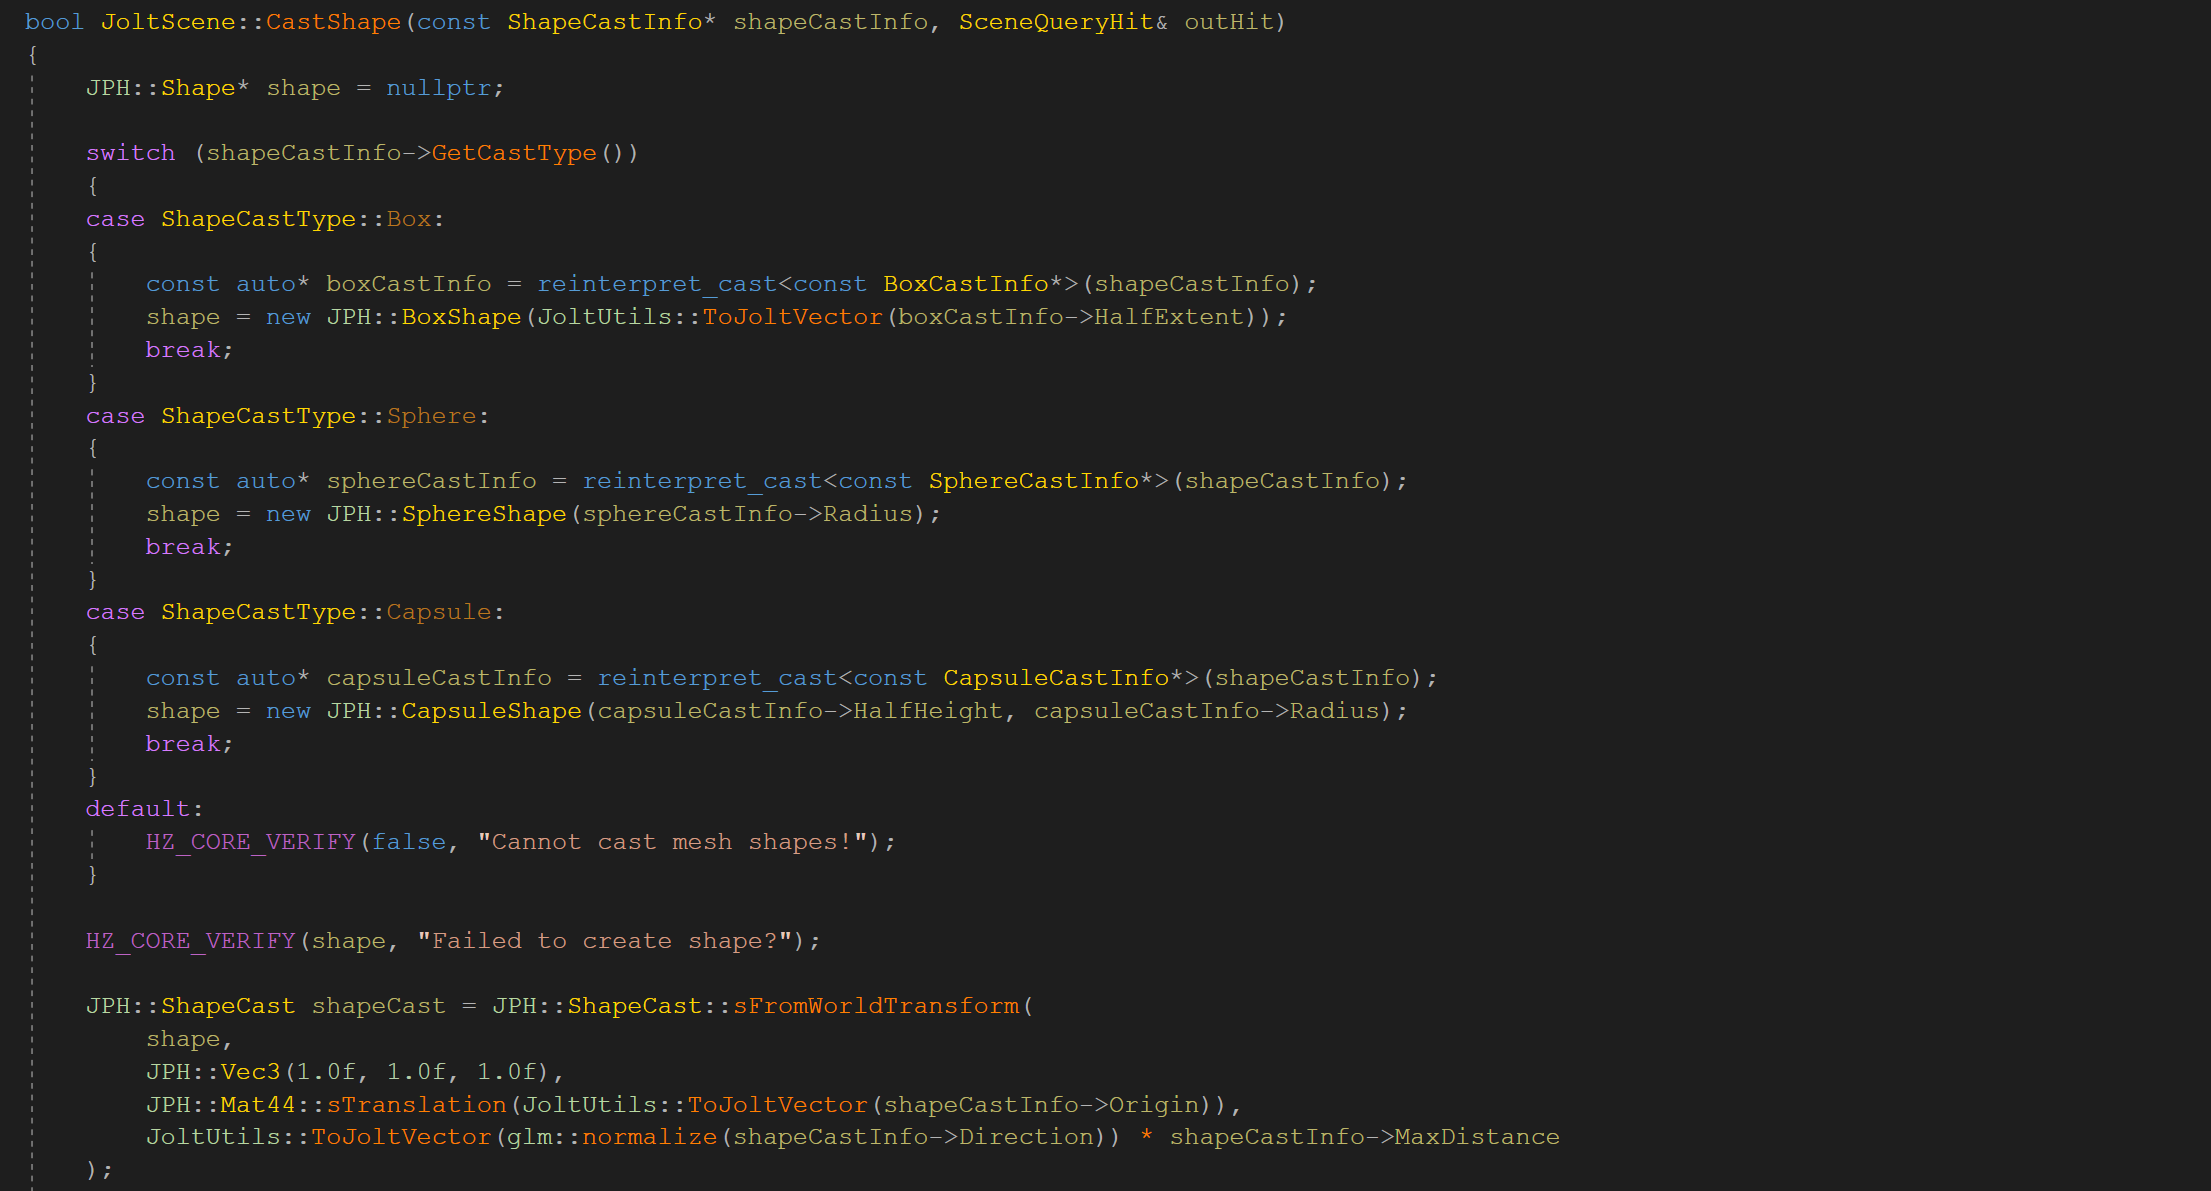 bool JoltScene::CastShape(const ShapeCastInfo* shapeCastInfo, SceneQueryHit& outHit)
{
    JPH::Shape* shape = nullptr;

    switch (shapeCastInfo->GetCastType())
    {
    case ShapeCastType::Box:
    {
        const auto* boxCastInfo = reinterpret_cast<const BoxCastInfo*>(shapeCastInfo);
        shape = new JPH::BoxShape(JoltUtils::ToJoltVector(boxCastInfo->HalfExtent));
        break;
    }
    case ShapeCastType::Sphere:
    {
        const auto* sphereCastInfo = reinterpret_cast<const SphereCastInfo*>(shapeCastInfo);
        shape = new JPH::SphereShape(sphereCastInfo->Radius);
        break;
    }
    case ShapeCastType::Capsule:
    {
        const auto* capsuleCastInfo = reinterpret_cast<const CapsuleCastInfo*>(shapeCastInfo);
        shape = new JPH::CapsuleShape(capsuleCastInfo->HalfHeight, capsuleCastInfo->Radius);
        break;
    }
    default:
        HZ_CORE_VERIFY(false, "Cannot cast mesh shapes!");
    }

    HZ_CORE_VERIFY(shape, "Failed to create shape?");

    JPH::ShapeCast shapeCast = JPH::ShapeCast::sFromWorldTransform(
        shape,
        JPH::Vec3(1.0f, 1.0f, 1.0f),
        JPH::Mat44::sTranslation(JoltUtils::ToJoltVector(shapeCastInfo->Origin)),
        JoltUtils::ToJoltVector(glm::normalize(shapeCastInfo->Direction)) * shapeCastInfo->MaxDistance
    );